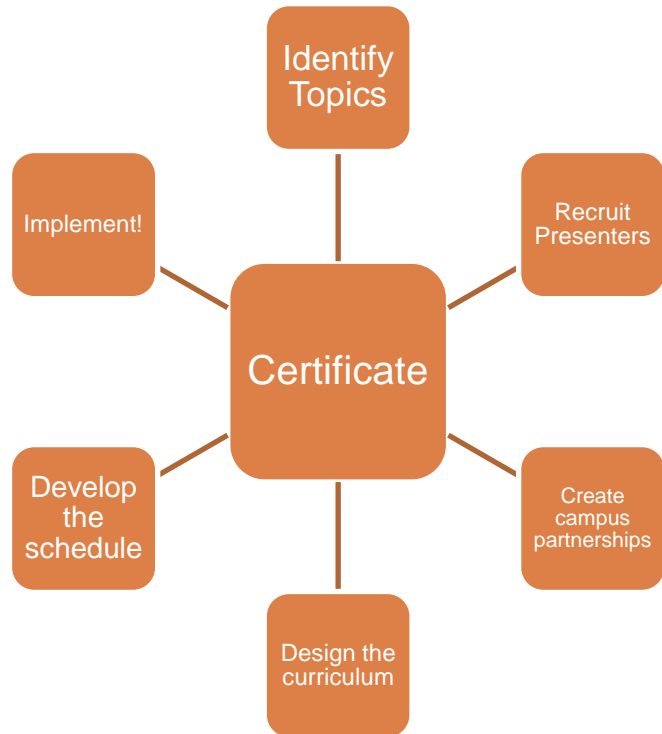 Identify
Topics
Implement!
Recruit
Presenters
Certificate
Develop
the
schedule
Create
campus
partnerships
Design the
curriculum